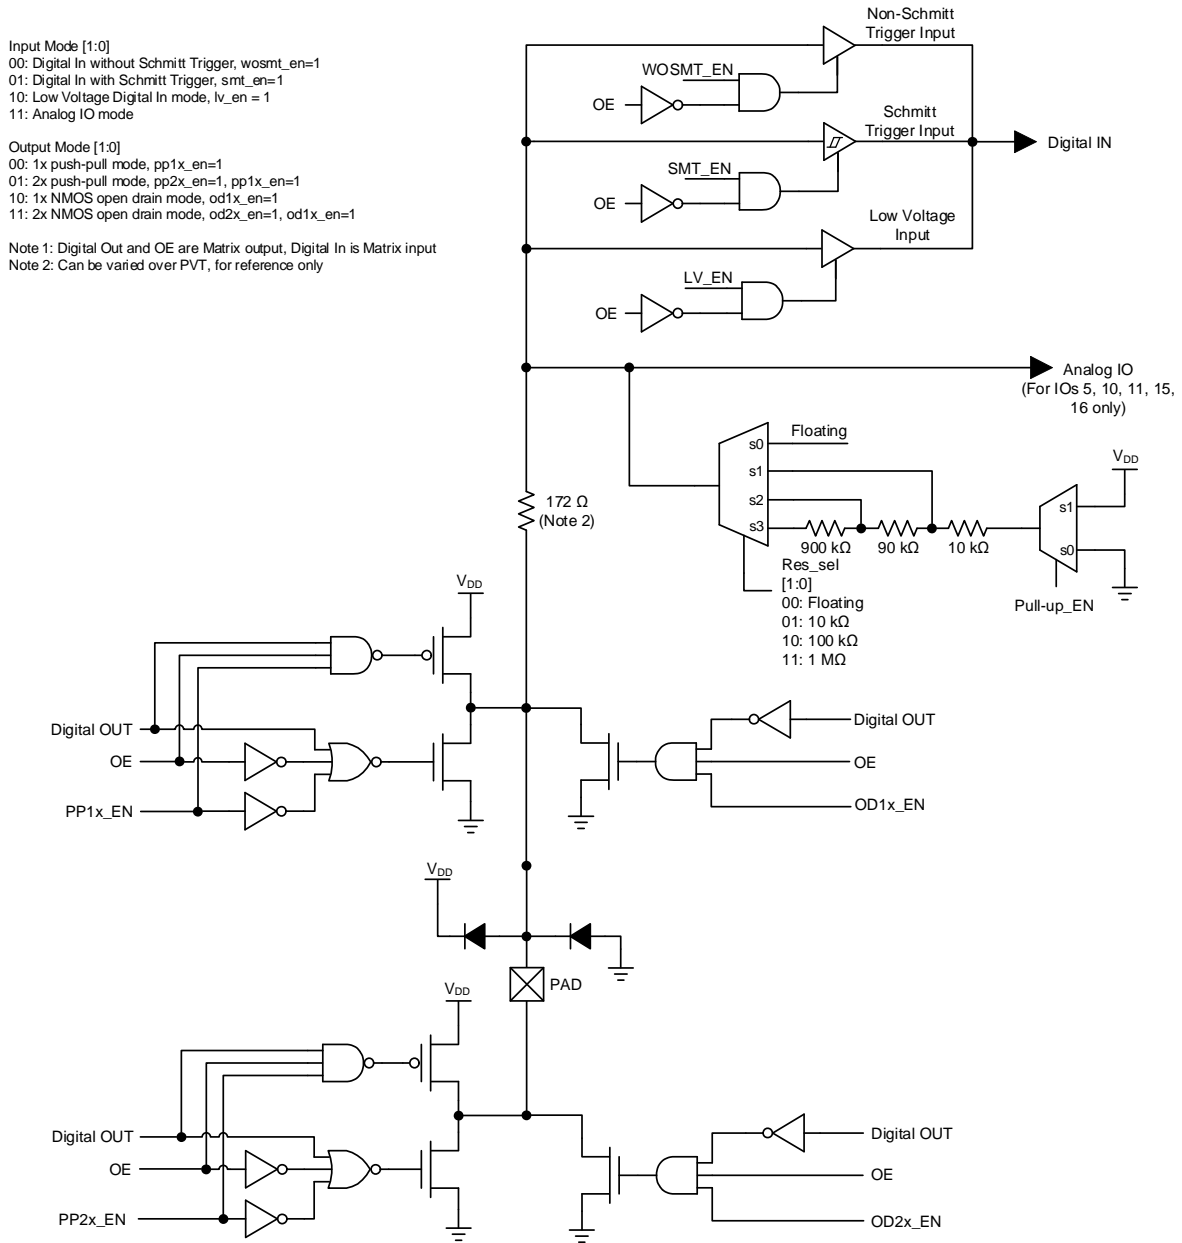 Input Mode [1:0]
00: Digital In without Schmitt Trigger, wosmt_en=1
01: Digital In with Schmitt Trigger, smt_en=1
10: Low Voltage Digital In mode, lv_en = 1
11: Analog IO mode
Output Mode [1:0]
00: 1x push-pull mode, pp1x_en=1
01: 2x push-pull mode, pp2x_en=1, pp1x_en=1
10: 1x NMOS open drain mode, od1x_en=1
11: 2x NMOS open drain mode, od2x_en=1, od1x_en=1
Note 1: Digital Out and OE are Matrix output, Digital In is Matrix input
Note 2: Can be varied over PVT, for reference only
Non-Schmitt
Trigger Input
WOSMT_EN
OE
Schmitt
Trigger Input
Digital IN
SMT_EN
OE
Low Voltage
Input
LV_EN
OE
Analog IO
(For IOs 5, 10, 11, 15,
16 only)
Floating
s0
s1
s2
s3
VDD
s1
s0
172 Ω
(Note 2)
900 kΩ
90 kΩ
10 kΩ
Res_sel
[1:0]
00: Floating
01: 10 kΩ
10: 100 kΩ
11: 1 MΩ
Pull-up_EN
VDD
Digital OUT
OE
PP1x_EN
Digital OUT
OE
OD1x_EN
VDD
PAD
VDD
Digital OUT
OE
PP2x_EN
Digital OUT
OE
OD2x_EN